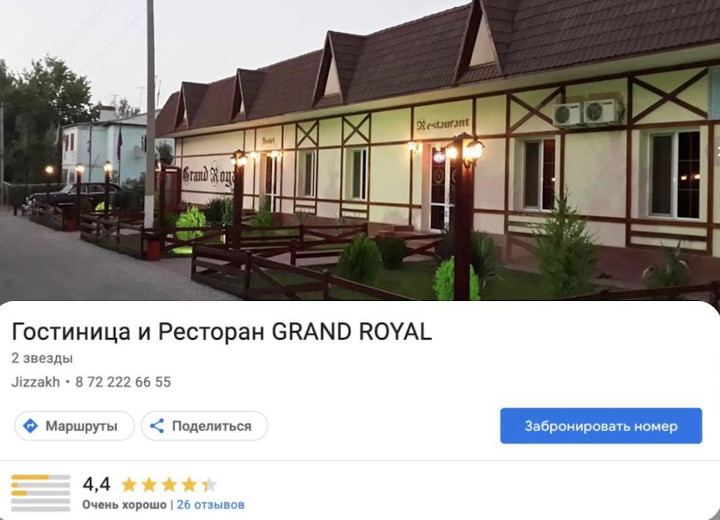 Hotel
Restaurant
Grand Royal
Гостиница и Ресторан GRAND ROYAL
2 звезды
Jizzakh • 8 72 222 66 55
Маршруты
Поделиться
Забронировать номер
4,4
Очень хорошо | 26 отзывов